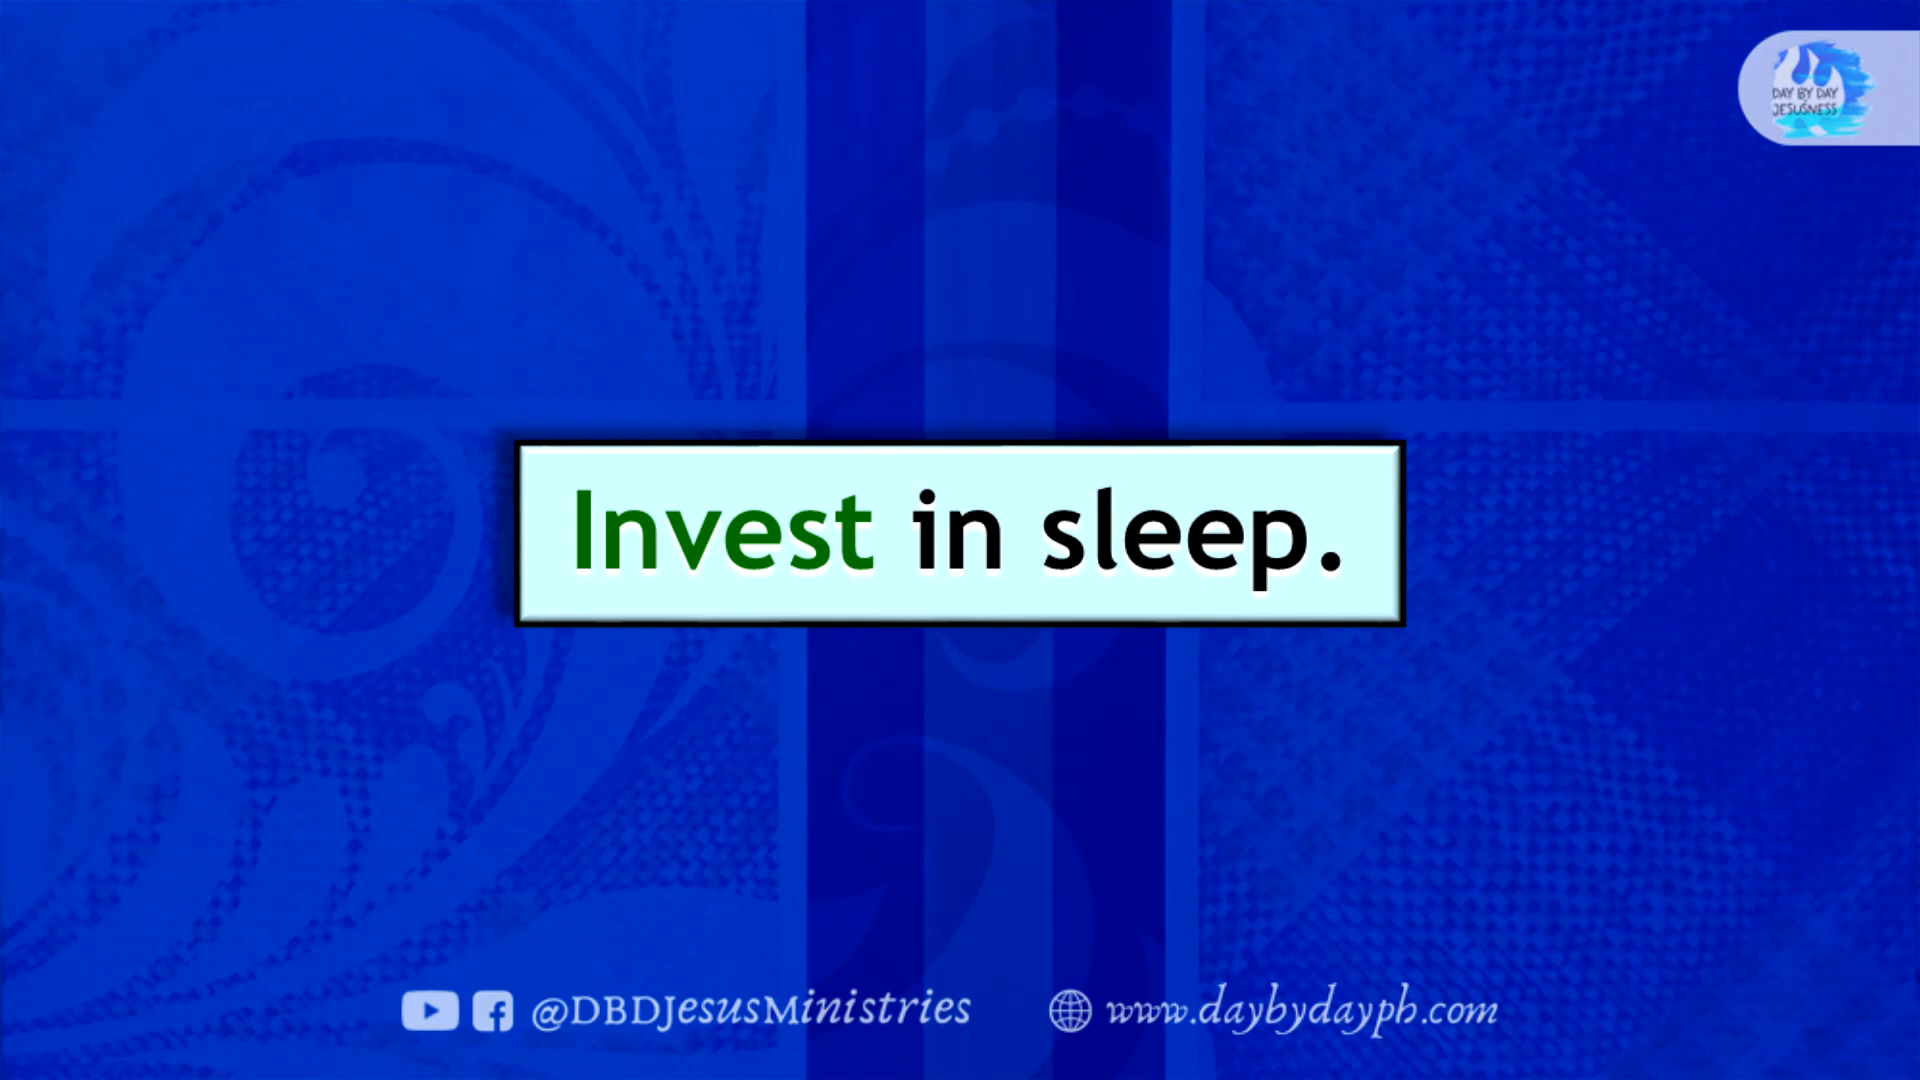 DAY BY DAY
JESUSNESS
Invest in sleep.
@DBDJesusMinistries
www.daybydayph.com